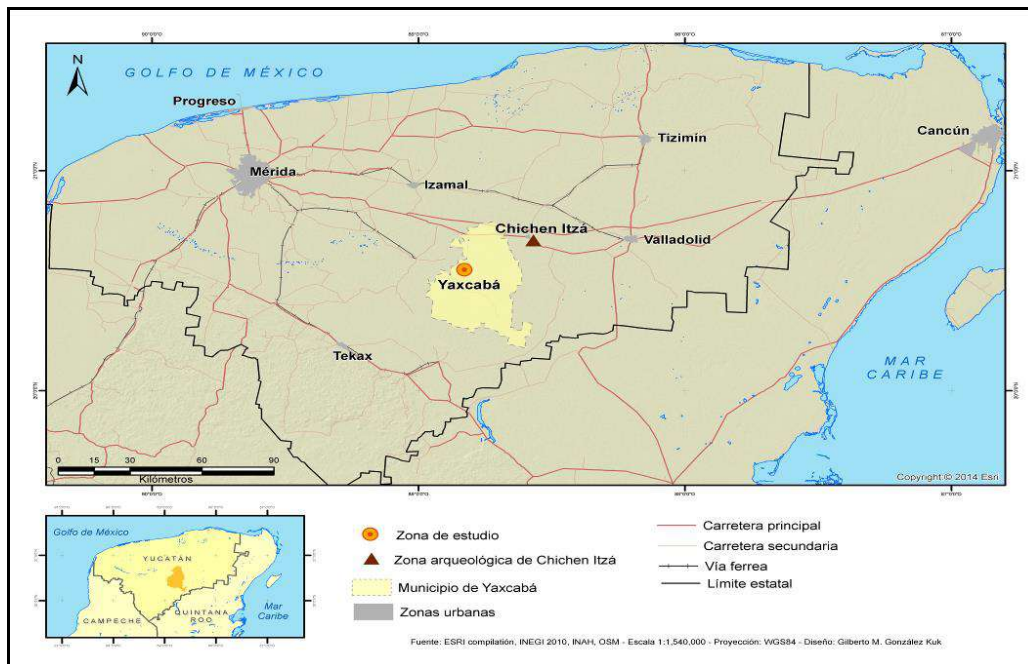 N
GOLFO DE MÉXICO
Progreso
Mérida
Izamal
Tizimín
Cancún
Chichen Itzá
Valladolid
Yaxcabá
Tekax
MAR
CARIBE
0 15 30 60 90
Kilómetros
Copyright © 2014 Esri
Golfo de México
YUCATÁN
CAMPECHE
QUINTANA
ROO
Mar
Caribe
Zona de estudio
Zona arqueológica de Chichen Itzá
Municipio de Yaxcabá
Zonas urbanas
Carretera principal
Carretera secundaria
Vía ferrea
Límite estatal
Fuente: ESRI compilation, INEGI 2010, INAH, OSM - Escala 1:1,540,000 - Proyección: WGS84 - Diseño: Gilberto M. González Kuk